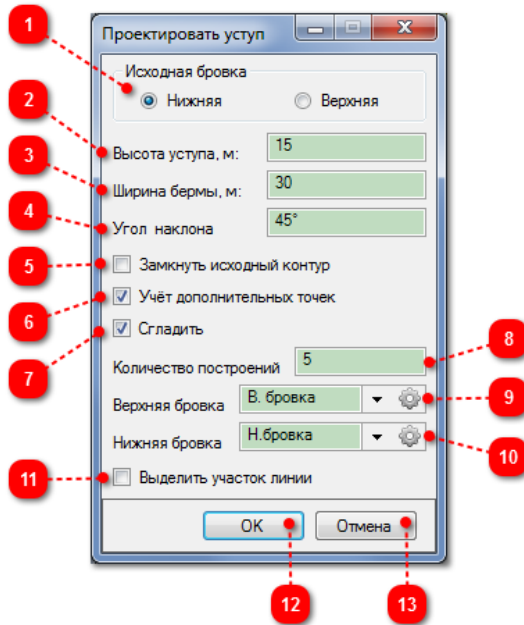 1
Проектировать уступ
Исходная бровка
Нижняя Верхняя
2
Высота уступа, м: 15
3
Ширина бермы, м: 30
4
Угол наклона 45°
5
Замкнуть исходный контур
6
Учёт дополнительных точек
7
Сгладить
8
Количество построений 5
9
Верхняя бровка В. бровка
10
Нижняя бровка Н.бровка
11
Выделить участок линии
OK Отмена
12 13